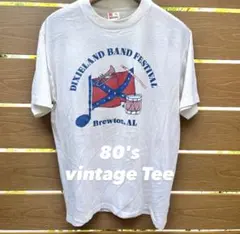 DIXIELAND BAND FESTIVAL
Brewton, AL
80's
vintage Tee